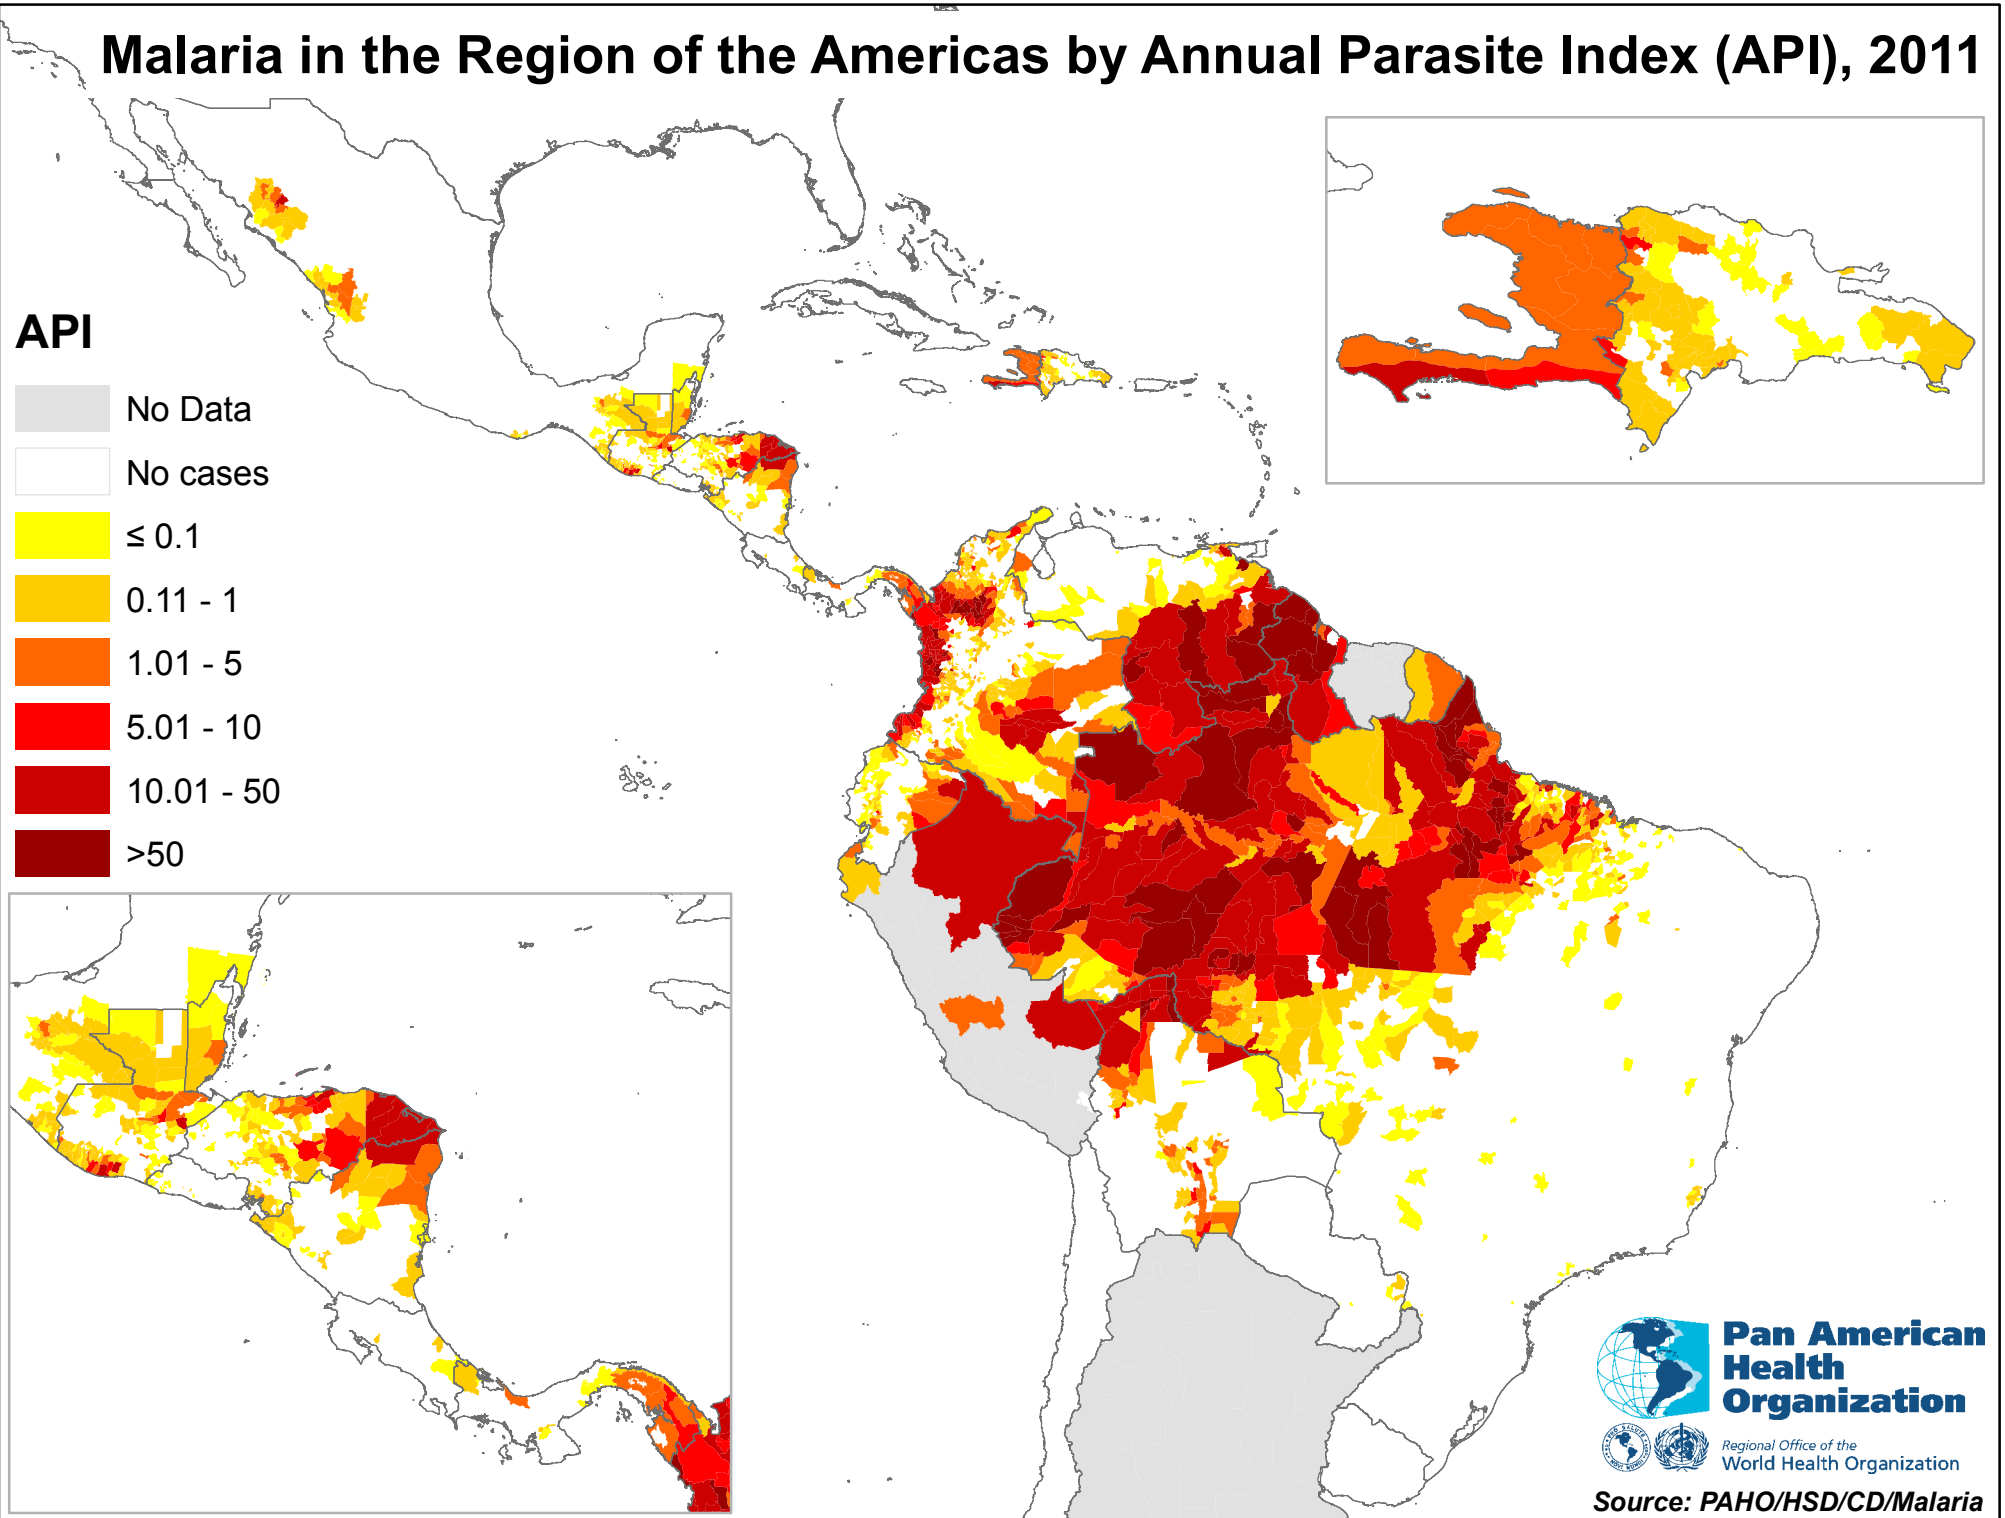 Malaria in the Region of the Americas by Annual Parasite Index (API), 2011
API
No Data
No cases
≤ 0.1
0.11 - 1
1.01 - 5
5.01 - 10
10.01 - 50
>50
Pan American
Health
Organization
Regional Office of the
World Health Organization
Source: PAHO/HSD/CD/Malaria